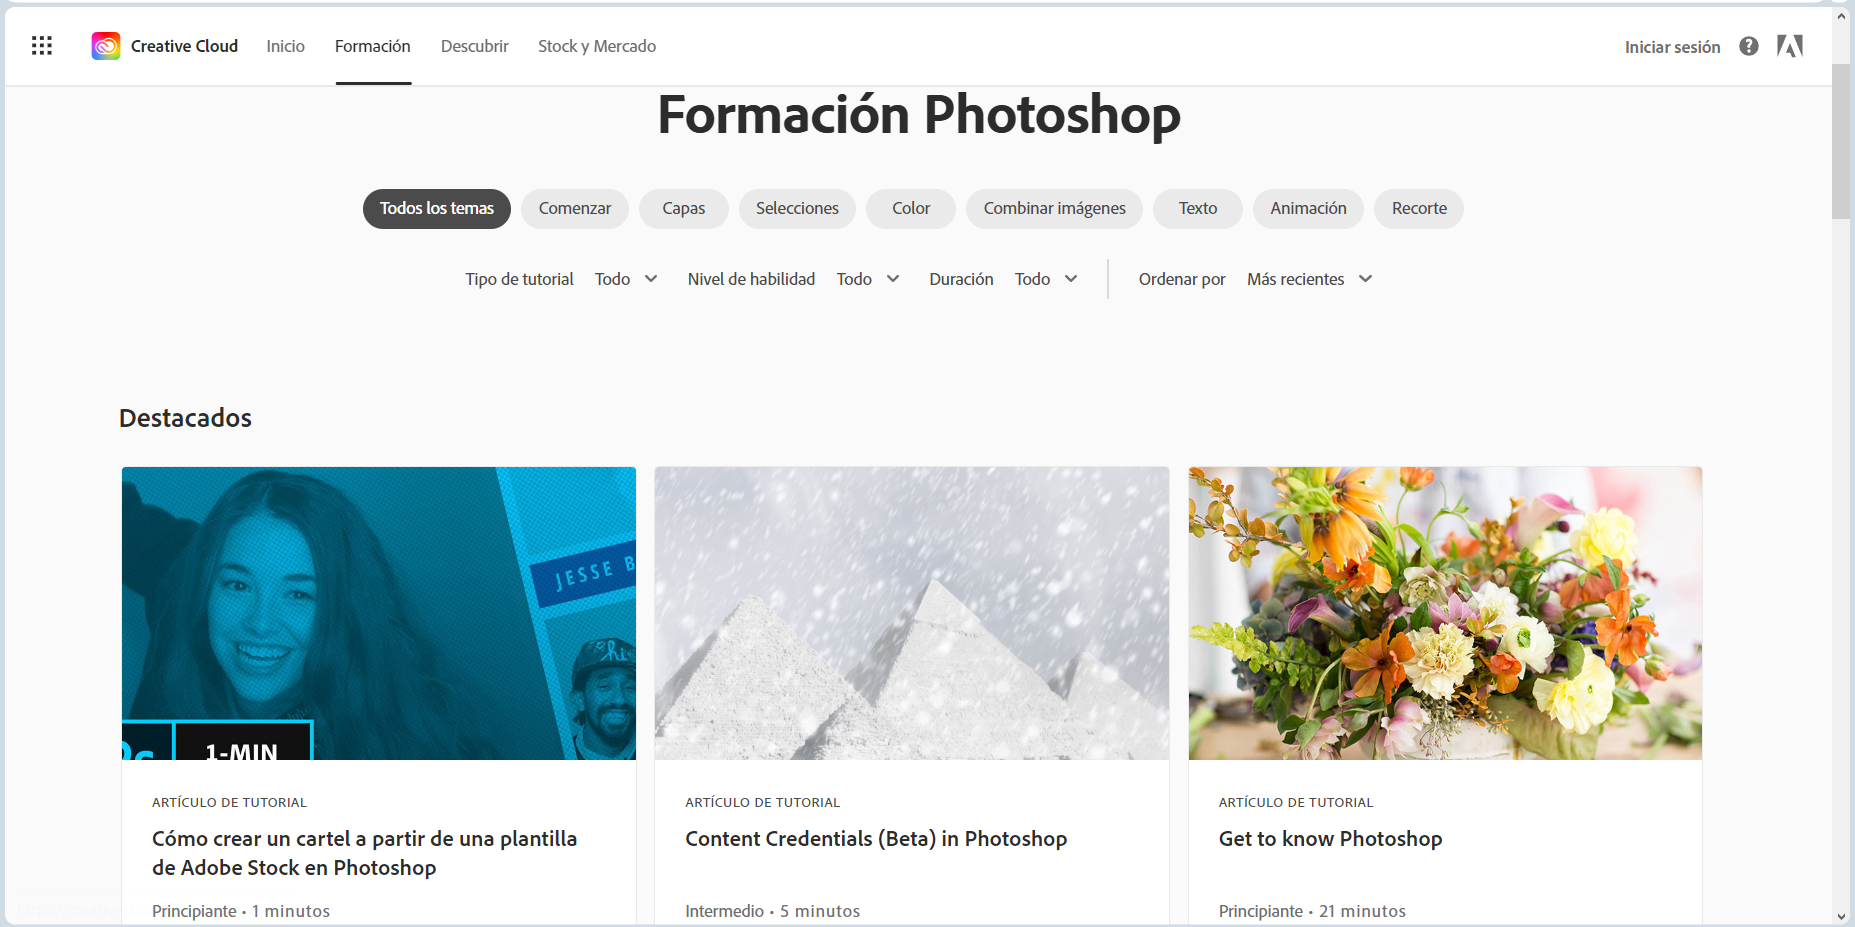 Creative Cloud Inicio Formación Descubrir Stock y Mercado Iniciar sesión ?
Formación Photoshop
Todos los temas Comenzar Capas Selecciones Color Combinar imágenes Texto Animación Recorte
Tipo de tutorial Todo Nivel de habilidad Todo Duración Todo Ordenar por Más recientes
Destacados
JESSE B
hi
1-MIN
ARTÍCULO DE TUTORIAL
Cómo crear un cartel a partir de una plantilla
de Adobe Stock en Photoshop
Principiante • 1 minutos
ARTÍCULO DE TUTORIAL
Content Credentials (Beta) in Photoshop
Intermedio • 5 minutos
ARTÍCULO DE TUTORIAL
Get to know Photoshop
Principiante • 21 minutos